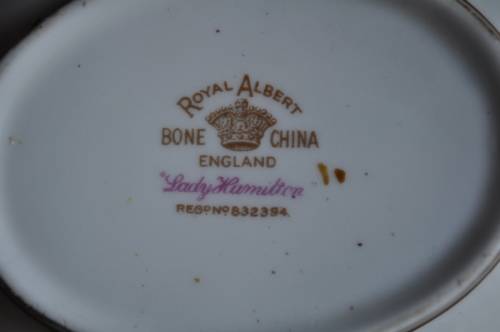 ROYAL ALBERT
BONE CHINA
ENGLAND
"Lady Hamilton
REGD No 832394.